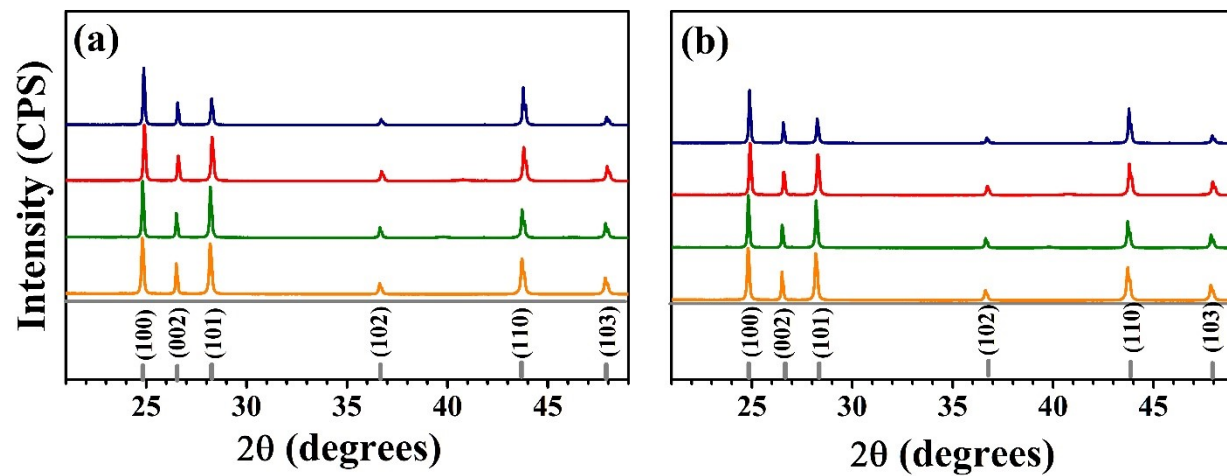 (a)
Intensity (CPS)
(100)
(002)
(101)
(102)
(110)
(103)
25 30 35 40 45
2θ (degrees)
(b)
(100)
(002)
(101)
(102)
(110)
(103)
25 30 35 40 45
2θ (degrees)